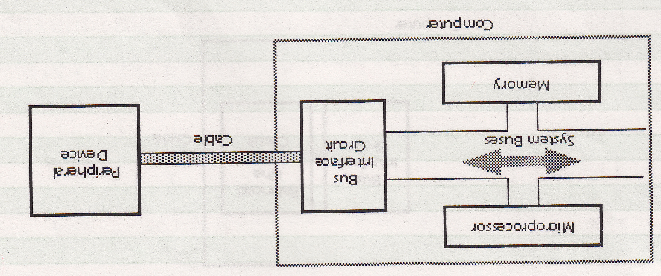 Microprocessor
System Buses
Bus
Interface
Circuit
Cable
Peripheral
Device
Memory
Computer